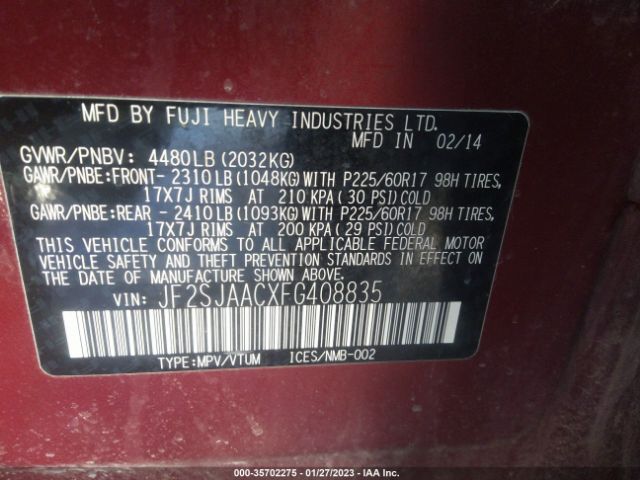 MFD BY FUJI HEAVY INDUSTRIES LTD.
MFD IN 02/14
GVWR/PNBV: 4480LB (2032KG)
GAWR/PNBE:FRONT- 2310LB (1048KG) WITH P225/60R17 98H TIRES,
17X7J RIMS AT 210 KPA ( 30 PSI) COLD
GAWR/PNBE:REAR - 2410LB (1093KG) WITH P225/60R17 98H TIRES,
17X7J RIMS AT 200 KPA ( 29 PSI) COLD
THIS VEHICLE CONFORMS TO ALL APPLICABLE FEDERAL MOTOR
VEHICLE SAFETY AND THEFT PREVENTION STANDARDS IN EFFECT
ON THE DATE OF MANUFACTURE SHOWN ABOVE.
VIN: JF2SJAACXFG408835
TYPE:MPV/VTUM ICES/NMB-002
000-35702275 - 01/27/2023 - IAA Inc.